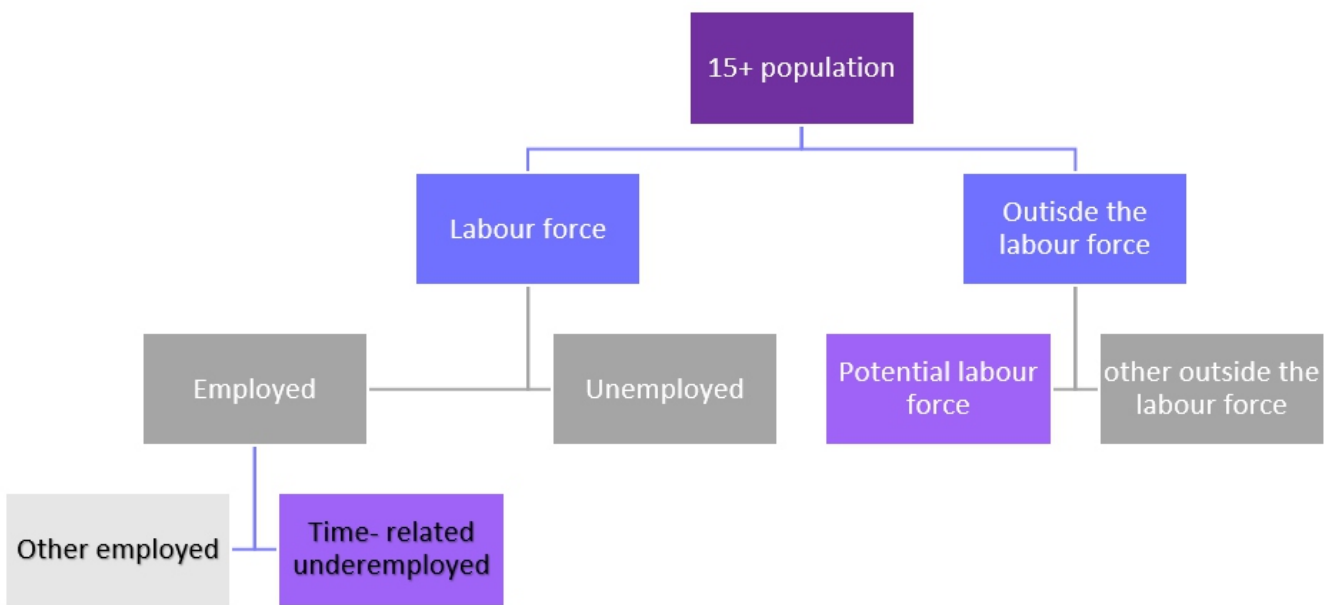 15+ population
Labour force
Outisde the
labour force
Employed
Unemployed
Potential labour
force
other outside the
labour force
Other employed
Time- related
underemployed